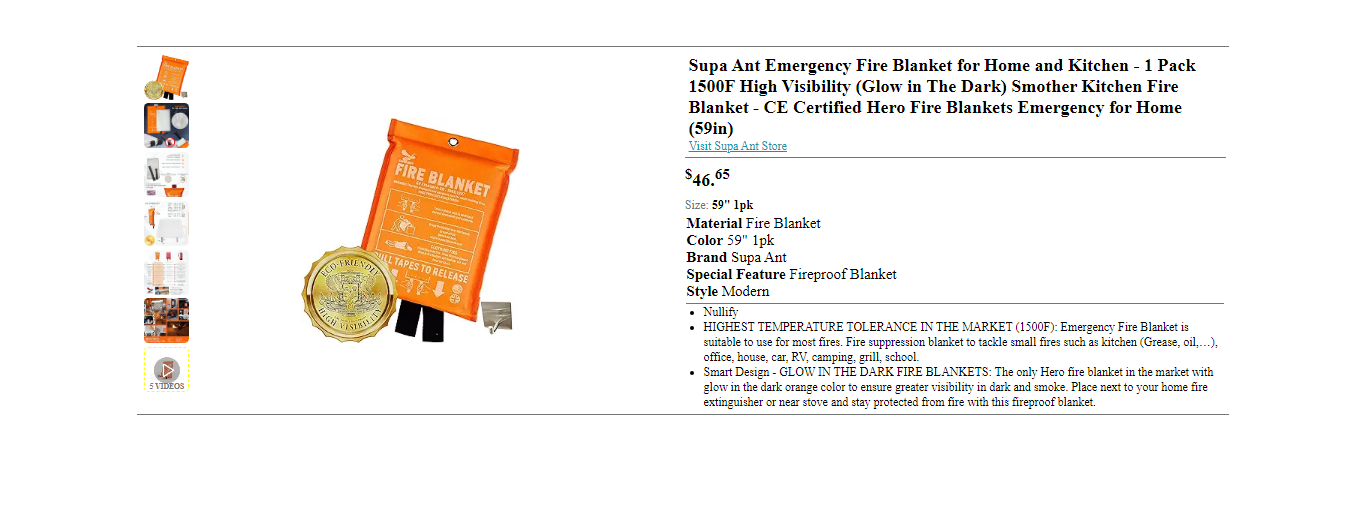 FIRE BLANKET
PULL TAPES TO RELEASE
ECO-FRIENDLY
HIGH VISIBILITY
5 VIDEOS
Supa Ant Emergency Fire Blanket for Home and Kitchen - 1 Pack
1500F High Visibility (Glow in The Dark) Smother Kitchen Fire
Blanket - CE Certified Hero Fire Blankets Emergency for Home
(59in)
Visit Supa Ant Store
$46.65
Size: 59" 1pk
Material Fire Blanket
Color 59" 1pk
Brand Supa Ant
Special Feature Fireproof Blanket
Style Modern
• Nullify
• HIGHEST TEMPERATURE TOLERANCE IN THE MARKET (1500F): Emergency Fire Blanket is
suitable to use for most fires. Fire suppression blanket to tackle small fires such as kitchen (Grease, oil,…),
office, house, car, RV, camping, grill, school.
• Smart Design - GLOW IN THE DARK FIRE BLANKETS: The only Hero fire blanket in the market with
glow in the dark orange color to ensure greater visibility in dark and smoke. Place next to your home fire
extinguisher or near stove and stay protected from fire with this fireproof blanket.